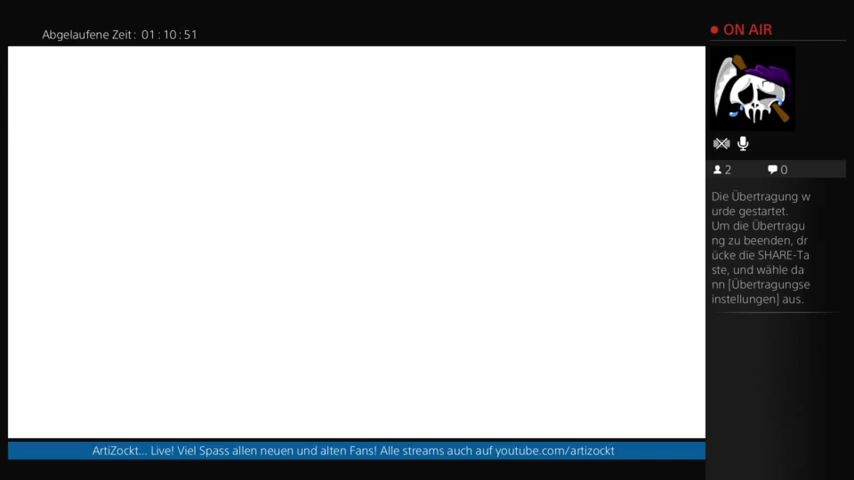 Abgelaufene Zeit: 01:10:51
ON AIR
2 0
Die Übertragung w
urde gestartet.
Um die Übertragu
ng zu beenden, dr
ücke die SHARE-Ta
ste, und wähle da
nn [Übertragungse
instellungen] aus.
ArtiZockt... Live! Viel Spass allen neuen und alten Fans! Alle streams auch auf youtube.com/artizockt